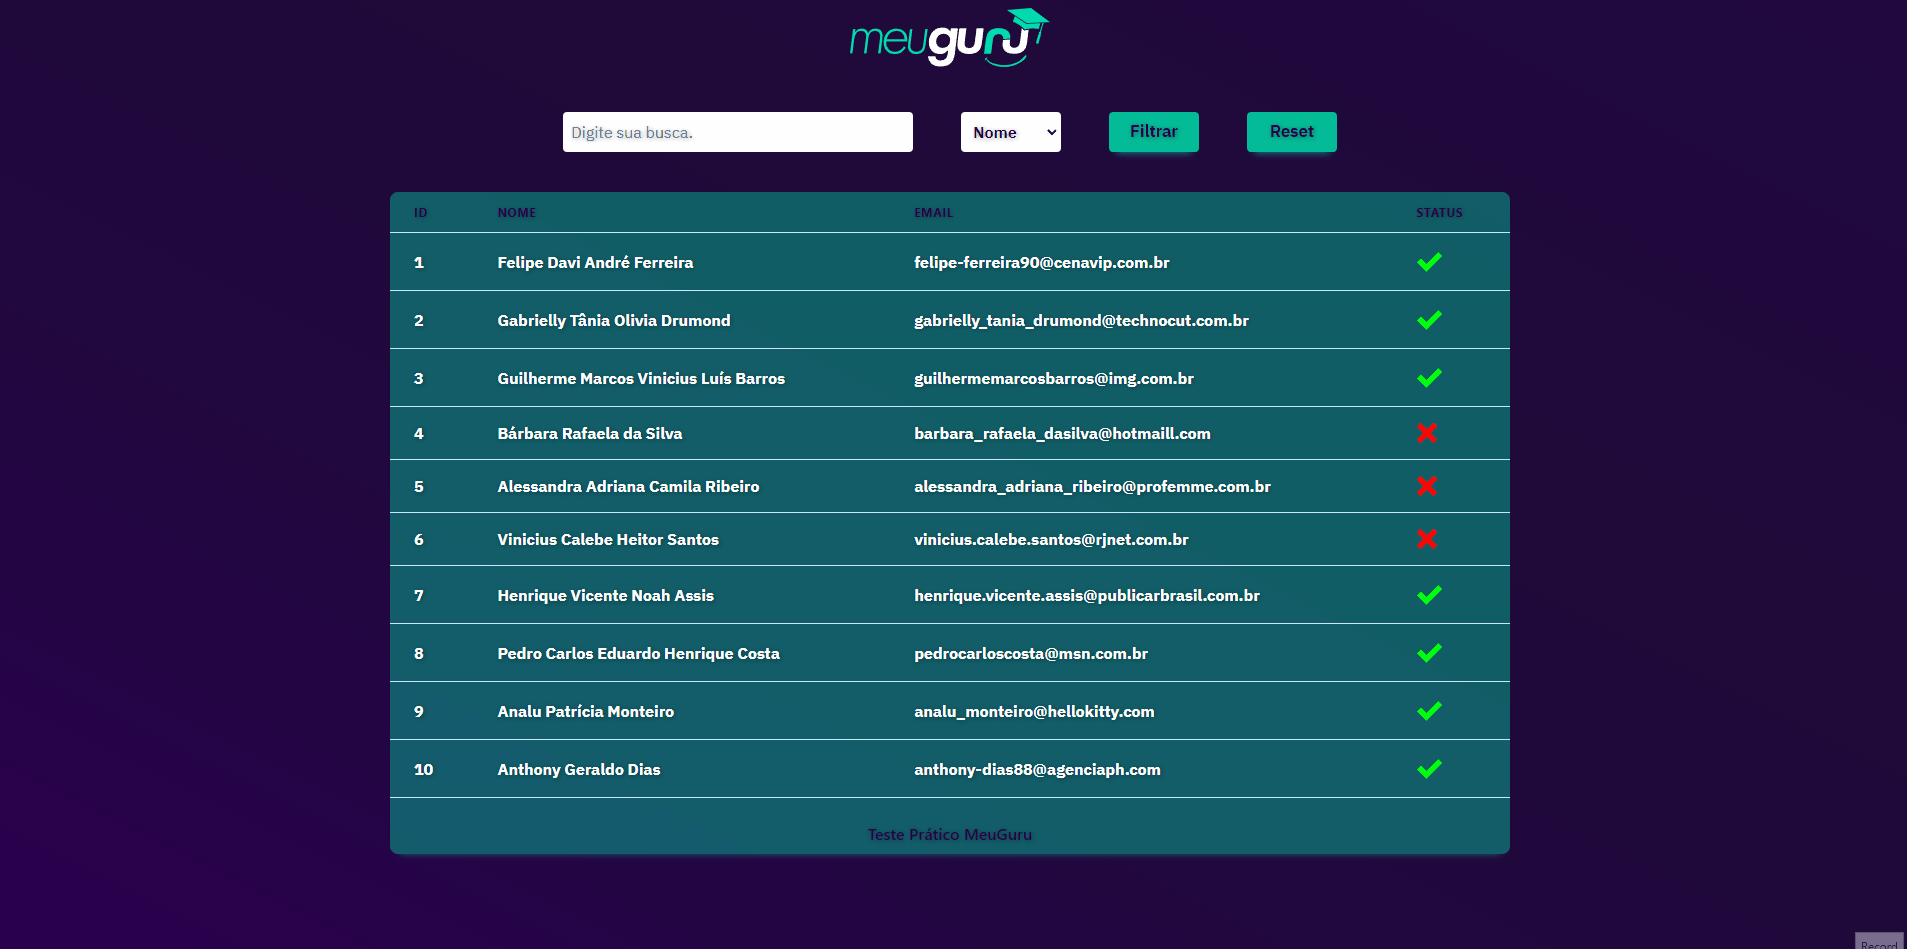 meuguru
Digite sua busca. Nome Filtrar Reset
ID NOME EMAIL STATUS
1 Felipe Davi André Ferreira felipe-ferreira90@cenavip.com.br
2 Gabrielly Tânia Olivia Drumond gabrielly_tania_drumond@technocut.com.br
3 Guilherme Marcos Vinicius Luís Barros guilhermemarcosbarros@img.com.br
4 Bárbara Rafaela da Silva barbara_rafaela_dasilva@hotmaill.com
5 Alessandra Adriana Camila Ribeiro alessandra_adriana_ribeiro@profemme.com.br
6 Vinicius Calebe Heitor Santos vinicius.calebe.santos@rjnet.com.br
7 Henrique Vicente Noah Assis henrique.vicente.assis@publicarbrasil.com.br
8 Pedro Carlos Eduardo Henrique Costa pedrocarloscosta@msn.com.br
9 Analu Patrícia Monteiro analu_monteiro@hellokitty.com
10 Anthony Geraldo Dias anthony-dias88@agenciaph.com
Teste Prático MeuGuru
Record